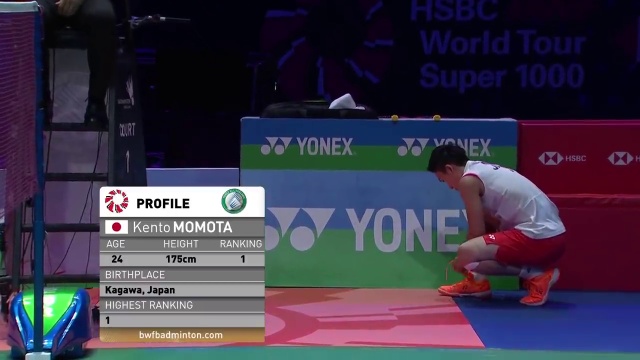 HSBC
World Tour
Super 1000
YONEX
YONEX
HSBC
HSBC
YONEX
COURT
1
PROFILE
Kento MOMOTA
AGE HEIGHT RANKING
24 175cm 1
BIRTHPLACE
Kagawa, Japan
HIGHEST RANKING
1
bwfbadminton.com